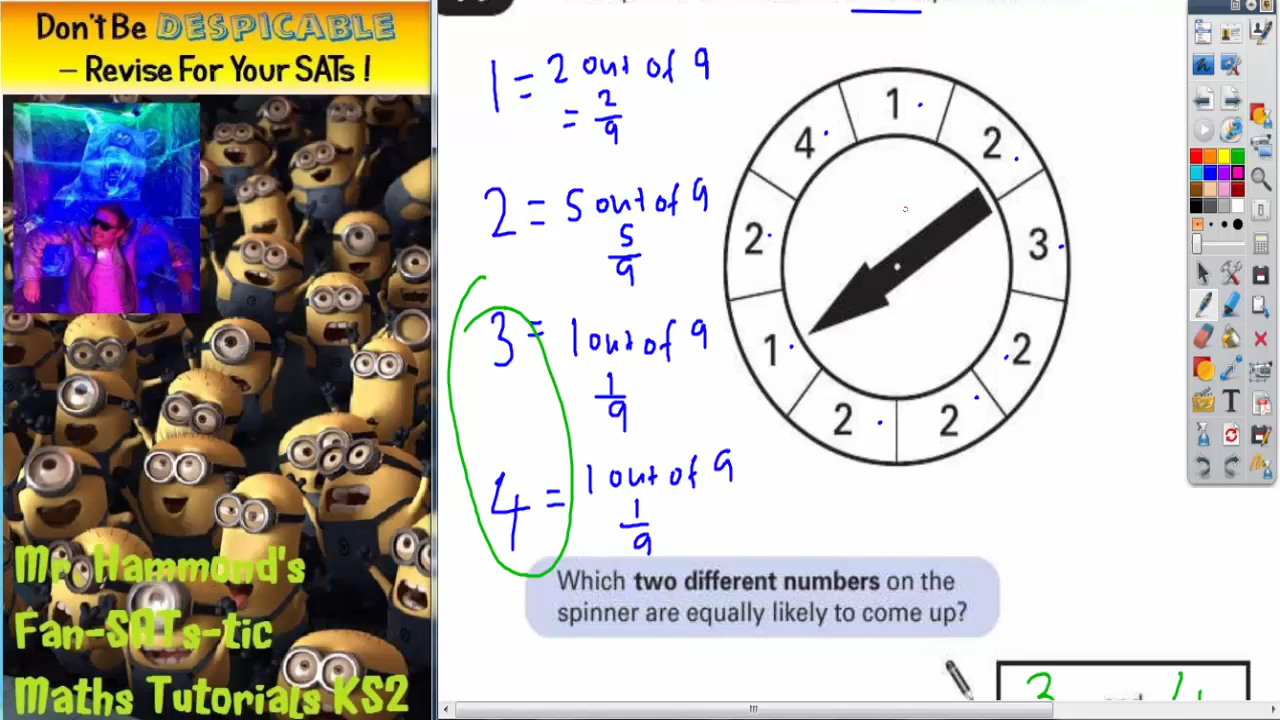 Don't Be DESPICABLE
– Revise For Your SATs !
Mr. Hammond's
Fan-SATs-tic
Maths Tutorials KS2
1 = 2 out of 9
= 2/9
2 = 5 out of 9
5/9
3 = 1 out of 9
1/9
4 = 1 out of 9
1/9
1
2
3
2
2
2
1
2
4
Which two different numbers on the
spinner are equally likely to come up?
3 and 4